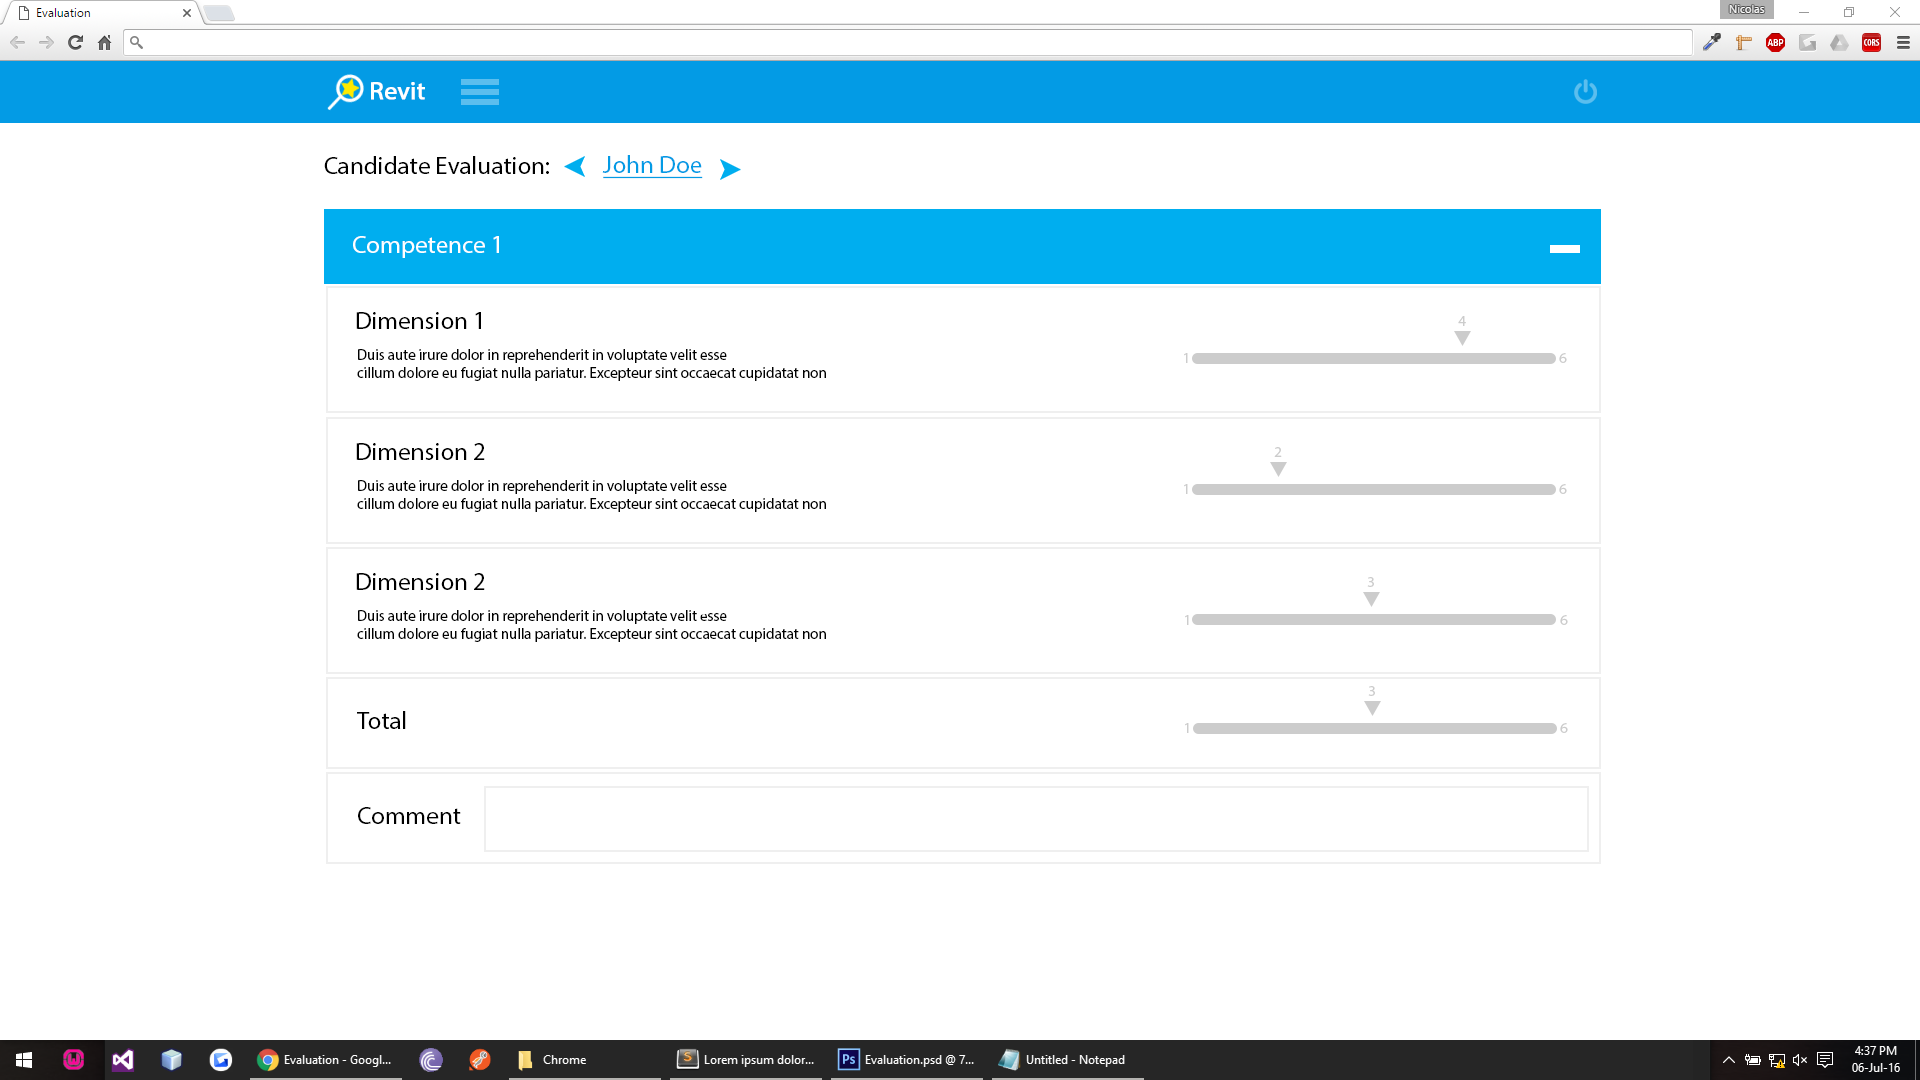 Evaluation
Nicolas
ABP
CORS
Revit
Candidate Evaluation: John Doe
Competence 1
Dimension 1
4
Duis aute irure dolor in reprehenderit in voluptate velit esse
1 6
cillum dolore eu fugiat nulla pariatur. Excepteur sint occaecat cupidatat non
Dimension 2
2
Duis aute irure dolor in reprehenderit in voluptate velit esse
1 6
cillum dolore eu fugiat nulla pariatur. Excepteur sint occaecat cupidatat non
Dimension 2
3
Duis aute irure dolor in reprehenderit in voluptate velit esse
1 6
cillum dolore eu fugiat nulla pariatur. Excepteur sint occaecat cupidatat non
3
Total
1 6
Comment
Evaluation - Googl... Chrome S Lorem ipsum dolor... Ps Evaluation.psd @ 7... Untitled - Notepad
4:37 PM
06-Jul-16